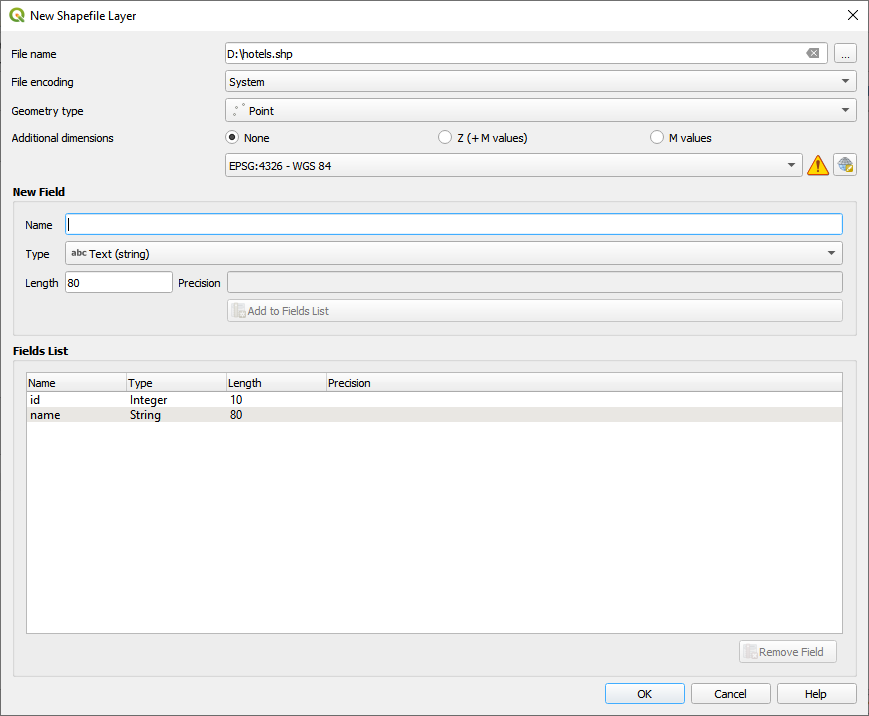 New Shapefile Layer
File name D:\hotels.shp ...
File encoding System
Geometry type Point
Additional dimensions None Z (+M values) M values
EPSG:4326 - WGS 84
New Field
Name
Type abc Text (string)
Length 80 Precision
Add to Fields List
Fields List
Name Type Length Precision
id Integer 10
name String 80
Remove Field
OK Cancel Help